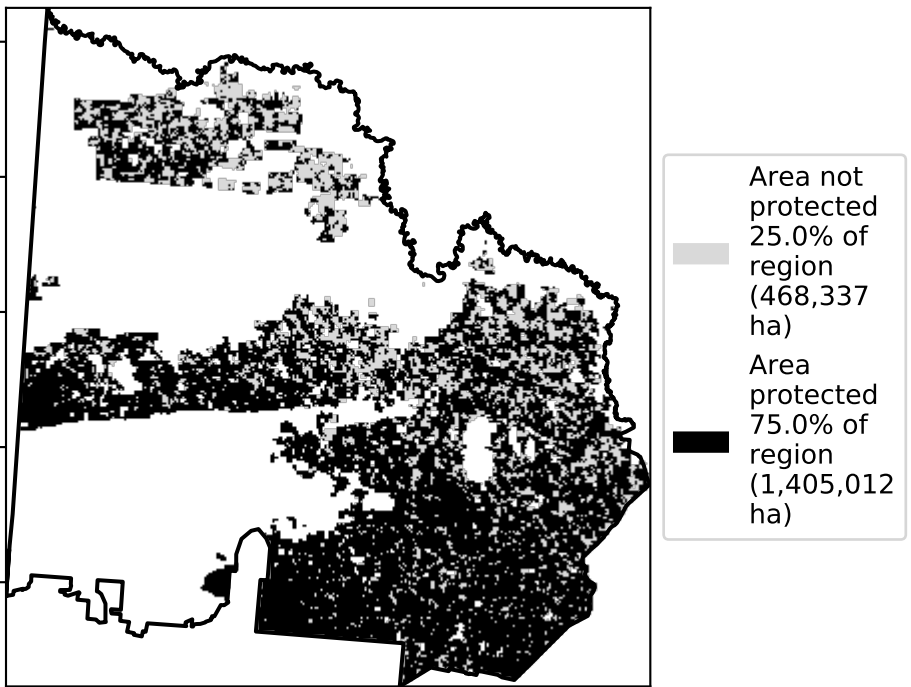 Area not
protected
25.0% of
region
(468,337
ha)
Area
protected
75.0% of
region
(1,405,012
ha)